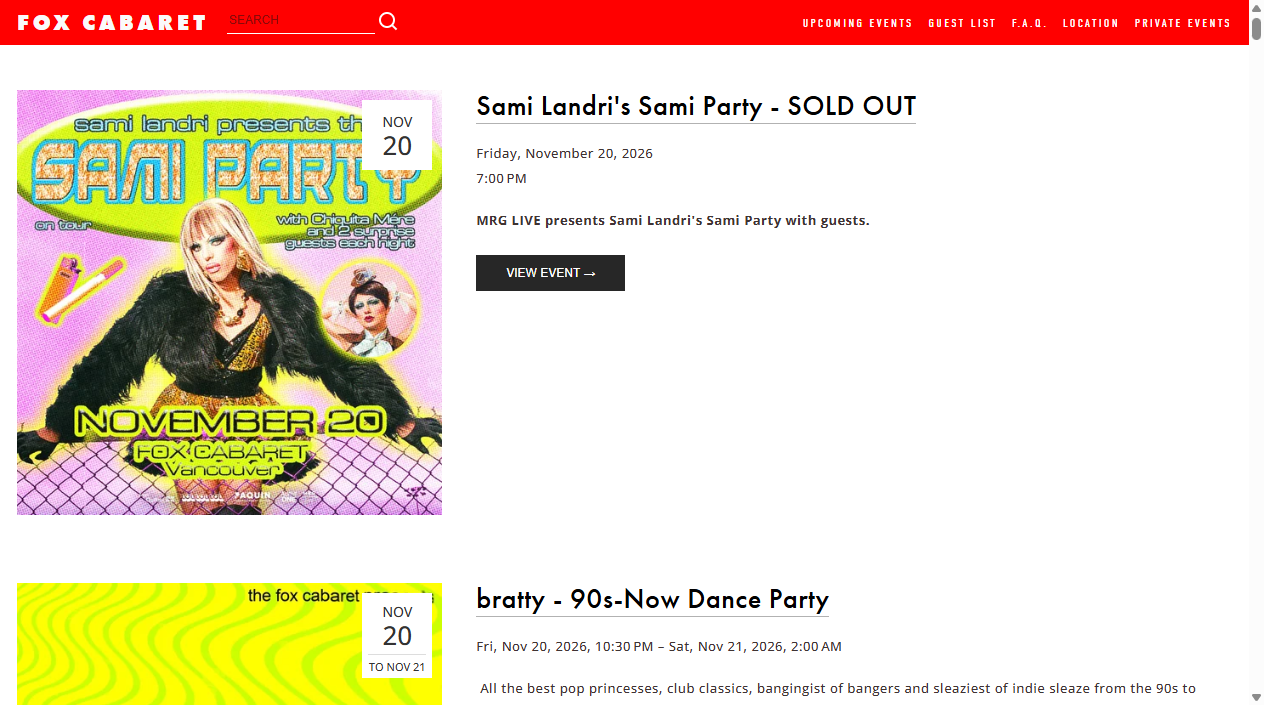 FOX CABARET
SEARCH
UPCOMING EVENTS
GUEST LIST
F.A.Q.
LOCATION
PRIVATE EVENTS
sami landri presents th
SAMI PARTY
on tour
with Chiquita Mére
and 2 surprise
guests each night
NOVEMBER 20
FOX CABARET
Vancouver
NOV
20
Sami Landri's Sami Party - SOLD OUT
Friday, November 20, 2026
7:00 PM
MRG LIVE presents Sami Landri's Sami Party with guests.
VIEW EVENT →
the fox cabaret
NOV
20
TO NOV 21
bratty - 90s-Now Dance Party
Fri, Nov 20, 2026, 10:30 PM – Sat, Nov 21, 2026, 2:00 AM
All the best pop princesses, club classics, bangingist of bangers and sleaziest of indie sleaze from the 90s to